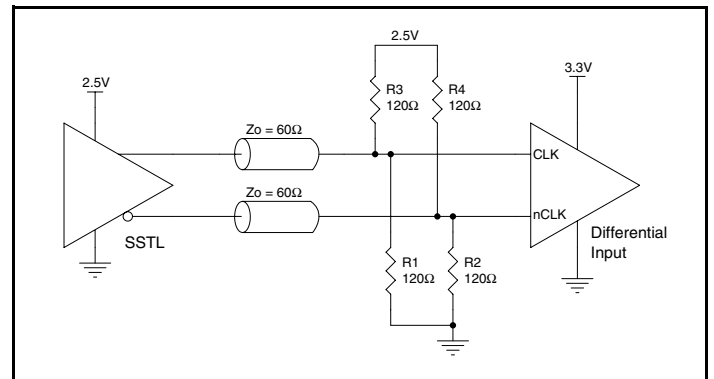 2.5V
3.3V
2.5V
R3
120Ω
R4
120Ω
Zo = 60Ω
CLK
Zo = 60Ω
nCLK
SSTL
Differential
Input
R1
120Ω
R2
120Ω